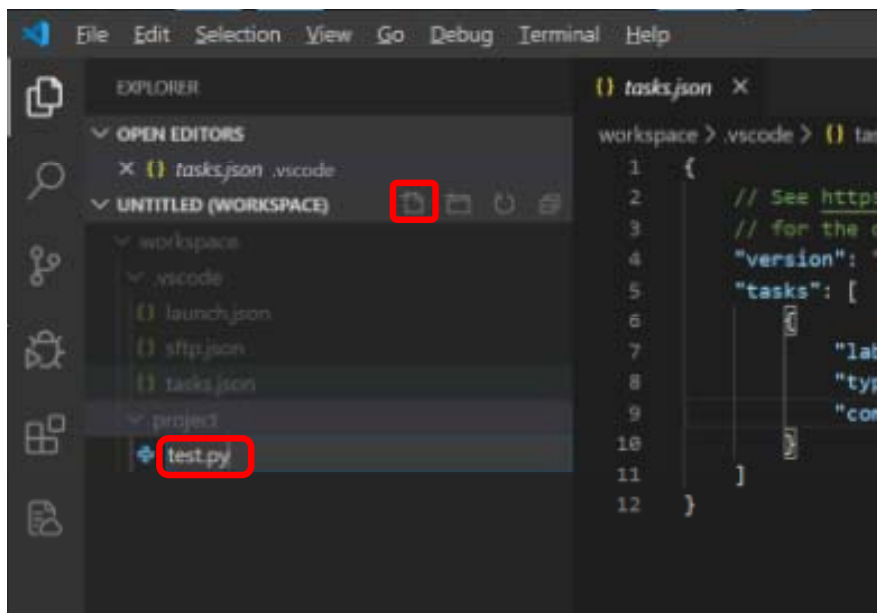 File Edit Selection View Go Debug Terminal Help
EXPLORER
OPEN EDITORS
tasks.json .vscode
UNTITLED (WORKSPACE)
workspace
.vscode
launch.json
sftp.json
tasks.json
project
test.py
tasks.json
workspace > .vscode > {} tas
1 {
2 // See https
3 // for the
4 "version":
5 "tasks": [
6 {
7 "lab
8 "typ
9 "com
10 }
11 ]
12 }